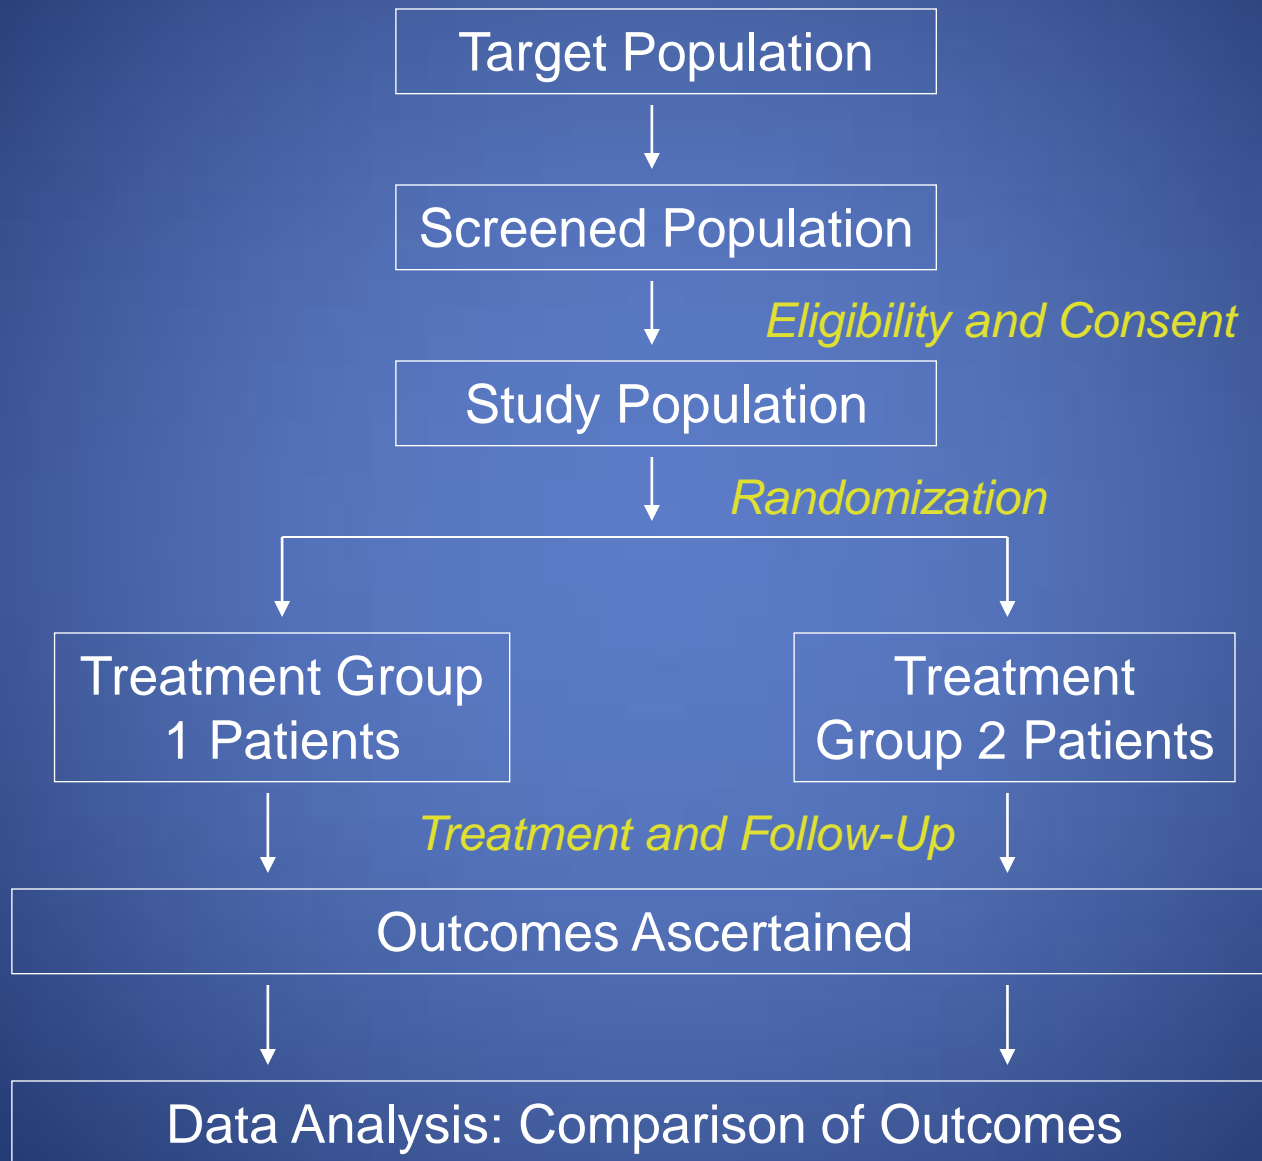 Target Population
Screened Population
Eligibility and Consent
Study Population
Randomization
Treatment Group
1 Patients
Treatment
Group 2 Patients
Treatment and Follow-Up
Outcomes Ascertained
Data Analysis: Comparison of Outcomes